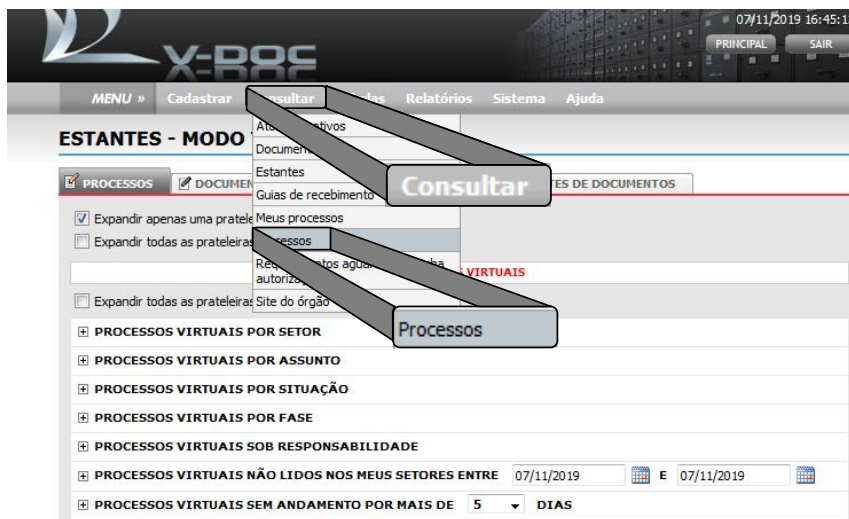 07/11/2019 16:45:1
V-DOC
PRINCIPAL SAIR
MENU » Cadastrar Consultar Relatórios Sistema Ajuda
ESTANTES - MODO
PROCESSOS
DOCUMEN
TES DE DOCUMENTOS
Estantes
Guias de recebimento
Meus processos
Site do órgão
Consultar
Processos
Expandir apenas uma pratele
Expandir todas as prateleiras
VIRTUAIS
Expandir todas as prateleiras
PROCESSOS VIRTUAIS POR SETOR
PROCESSOS VIRTUAIS POR ASSUNTO
PROCESSOS VIRTUAIS POR SITUAÇÃO
PROCESSOS VIRTUAIS POR FASE
PROCESSOS VIRTUAIS SOB RESPONSABILIDADE
PROCESSOS VIRTUAIS NÃO LIDOS NOS MEUS SETORES ENTRE 07/11/2019 E 07/11/2019
PROCESSOS VIRTUAIS SEM ANDAMENTO POR MAIS DE 5 DIAS